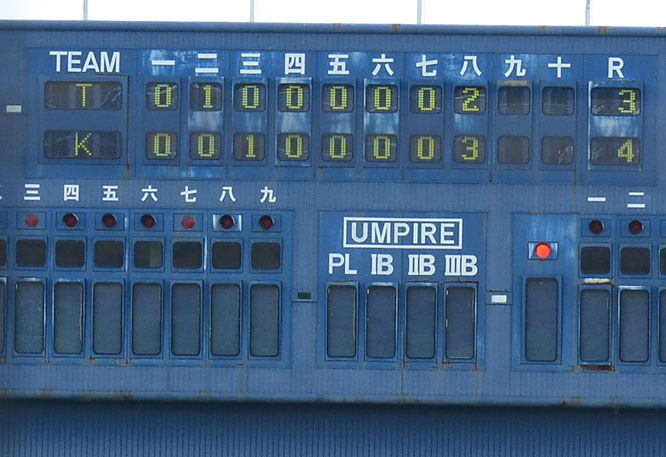 TEAM 一 二 三 四 五 六 七 八 九 十 R
T 0 1 0 0 0 0 0 2 3
K 0 0 1 0 0 0 0 3 4
三 四 五 六 七 八 九 一 二
UMPIRE
PL IB IIB IIIB